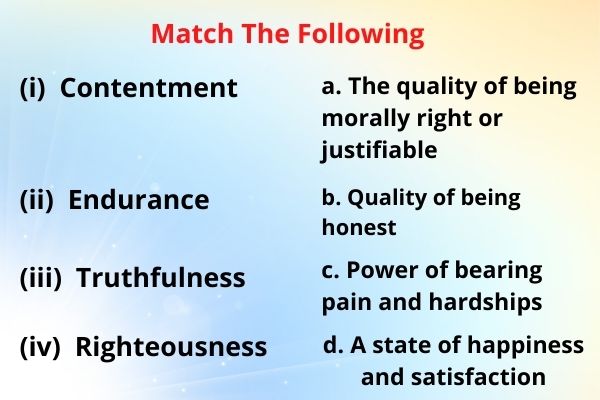 Match The Following
(i) Contentment
a. The quality of being
morally right or
justifiable
(ii) Endurance
b. Quality of being
honest
(iii) Truthfulness
c. Power of bearing
pain and hardships
(iv) Righteousness
d. A state of happiness
and satisfaction